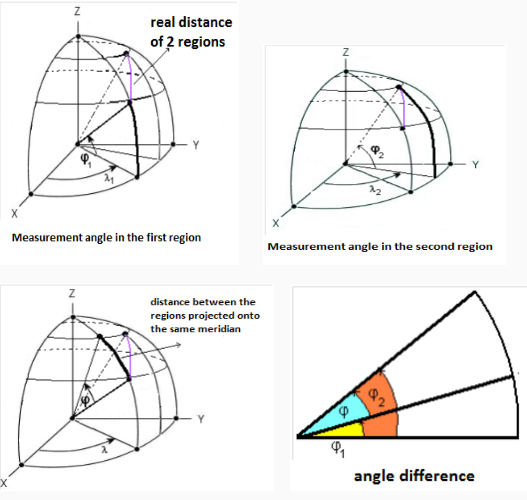 Z
real distance
of 2 regions
Y
φ1
λ1
X
Measurement angle in the first region
Z
φ2
Y
λ2
X
Measurement angle in the second region
Z
distance between the
regions projected onto
the same meridian
φ
Y
λ
X
φ2
φ
φ1
angle difference